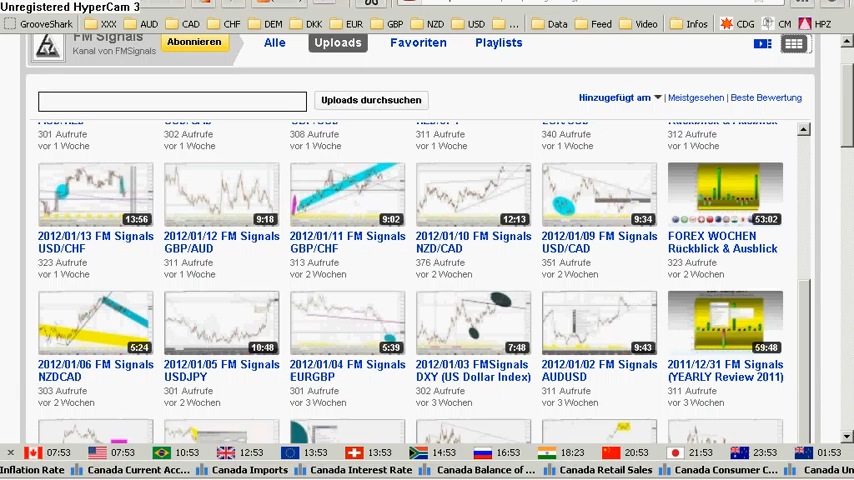 Unregistered HyperCam 3
GrooveShark XXX AUD CAD CHF DEM DKK EUR GBP NZD USD ... Data Feed Video Infos CDG CM HPZ
FM Signals
Kanal von FMSignals
Abonnieren
Alle Uploads Favoriten Playlists
Uploads durchsuchen
Hinzugefügt am | Meistgesehen | Beste Bewertung
301 Aufrufe 302 Aufrufe 308 Aufrufe 311 Aufrufe 340 Aufrufe 312 Aufrufe
vor 1 Woche vor 1 Woche vor 1 Woche vor 1 Woche vor 1 Woche vor 1 Woche
13:56 9:18 9:02 12:13 9:34 53:02
2012/01/13 FM Signals 2012/01/12 FM Signals 2012/01/11 FM Signals 2012/01/10 FM Signals 2012/01/09 FM Signals FOREX WOCHEN
USD/CHF GBP/AUD GBP/CHF NZD/CAD USD/CAD Rückblick & Ausblick
323 Aufrufe 311 Aufrufe 313 Aufrufe 376 Aufrufe 351 Aufrufe 323 Aufrufe
vor 1 Woche vor 1 Woche vor 2 Wochen vor 2 Wochen vor 2 Wochen vor 2 Wochen
5:24 10:48 5:39 7:48 9:43 59:48
2012/01/06 FM Signals 2012/01/05 FM Signals 2012/01/04 FM Signals 2012/01/03 FMSignals 2012/01/02 FM Signals 2011/12/31 FM Signals
NZDCAD USDJPY EURGBP DXY (US Dollar Index) AUDUSD (YEARLY Review 2011)
303 Aufrufe 301 Aufrufe 301 Aufrufe 302 Aufrufe 311 Aufrufe 311 Aufrufe
vor 2 Wochen vor 2 Wochen vor 3 Wochen vor 3 Wochen vor 3 Wochen vor 3 Wochen
07:53 07:53 10:53 12:53 13:53 13:53 14:53 16:53 18:23 20:53 21:53 23:53 01:53
Inflation Rate Canada Current Acc... Canada Imports Canada Interest Rate Canada Balance of ... Canada Retail Sales Canada Consumer C... Canada Un